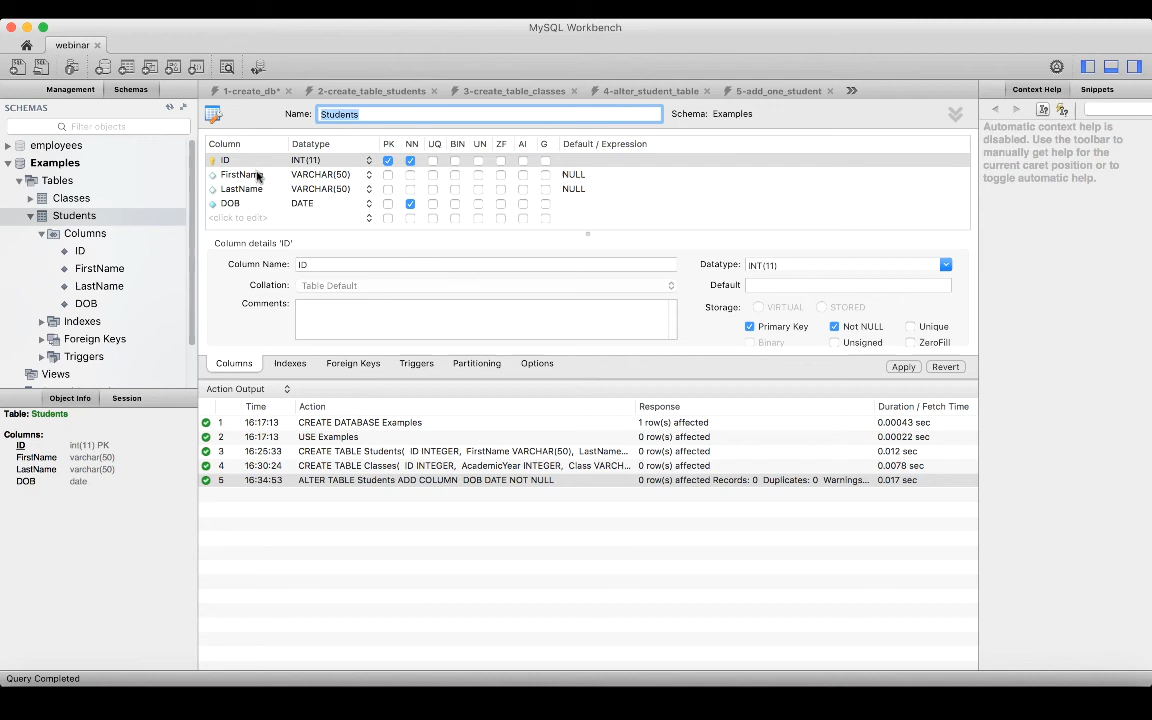 MySQL Workbench
webinar
Management Schemas
1-create_db* 2-create_table_students 3-create_table_classes 4-alter_student_table 5-add_one_student
Context Help Snippets
SCHEMAS
Filter objects
employees
Examples
Tables
Classes
Students
Columns
ID
FirstName
LastName
DOB
Indexes
Foreign Keys
Triggers
Views
Object Info Session
Table: Students
Columns:
ID int(11) PK
FirstName varchar(50)
LastName varchar(50)
DOB date
Name: Students Schema: Examples
Column Datatype PK NN UQ BIN UN ZF AI G Default / Expression
ID INT(11)
FirstName VARCHAR(50) NULL
LastName VARCHAR(50) NULL
DOB DATE
<click to edit>
Column details 'ID'
Column Name: ID Datatype: INT(11)
Collation: Table Default Default
Comments: Storage: VIRTUAL STORED
Primary Key Not NULL Unique
Binary Unsigned ZeroFill
Columns Indexes Foreign Keys Triggers Partitioning Options Apply Revert
Action Output
Time Action Response Duration / Fetch Time
1 16:17:13 CREATE DATABASE Examples 1 row(s) affected 0.00043 sec
2 16:17:13 USE Examples 0 row(s) affected 0.00022 sec
3 16:25:33 CREATE TABLE Students( ID INTEGER, FirstName VARCHAR(50), LastName... 0 row(s) affected 0.012 sec
4 16:30:24 CREATE TABLE Classes( ID INTEGER, AcademicYear INTEGER, Class VARCH... 0 row(s) affected 0.0078 sec
5 16:34:53 ALTER TABLE Students ADD COLUMN DOB DATE NOT NULL 0 row(s) affected Records: 0 Duplicates: 0 Warnings... 0.017 sec
Automatic context help is
disabled. Use the toolbar to
manually get help for the
current caret position or to
toggle automatic help.
Query Completed